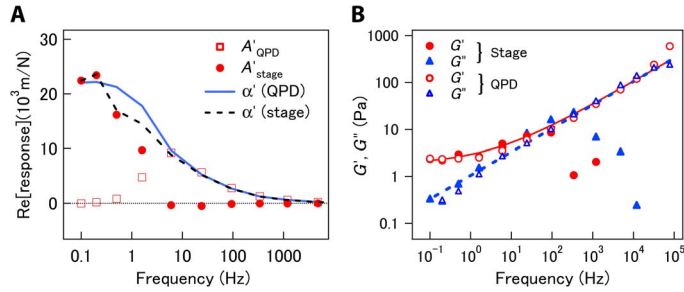 A
Re[response](10³m/N)
30
20
10
0
A'QPD
A'stage
α' (QPD)
α' (stage)
0.1 1 10 100 1000
Frequency (Hz)
B
G', G'' (Pa)
1000
100
10
1
0.1
G' } Stage
G''
G' } QPD
G''
10⁻¹ 10⁰ 10¹ 10² 10³ 10⁴ 10⁵
Frequency (Hz)